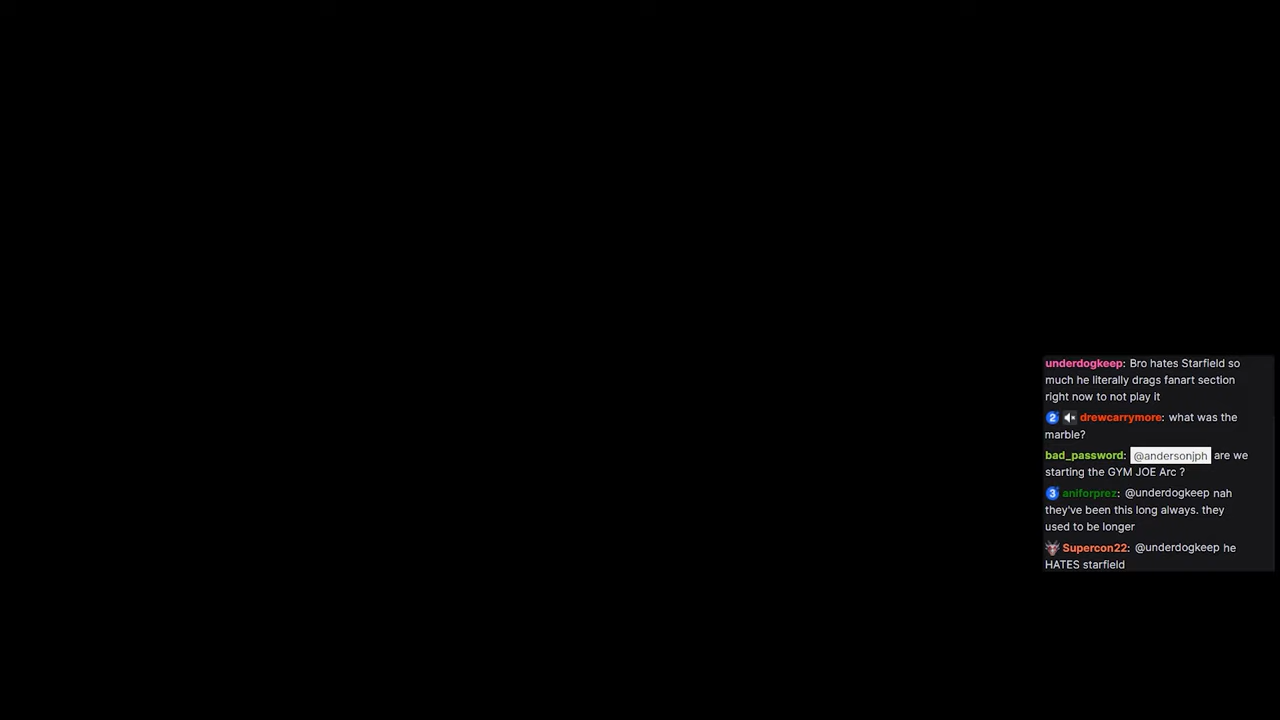 underdogkeep: Bro hates Starfield so
much he literally drags fanart section
right now to not play it
2 drewcarrymore: what was the
marble?
bad_password: @andersonjph are we
starting the GYM JOE Arc ?
3 aniforprez: @underdogkeep nah
they've been this long always. they
used to be longer
Supercon22: @underdogkeep he
HATES starfield